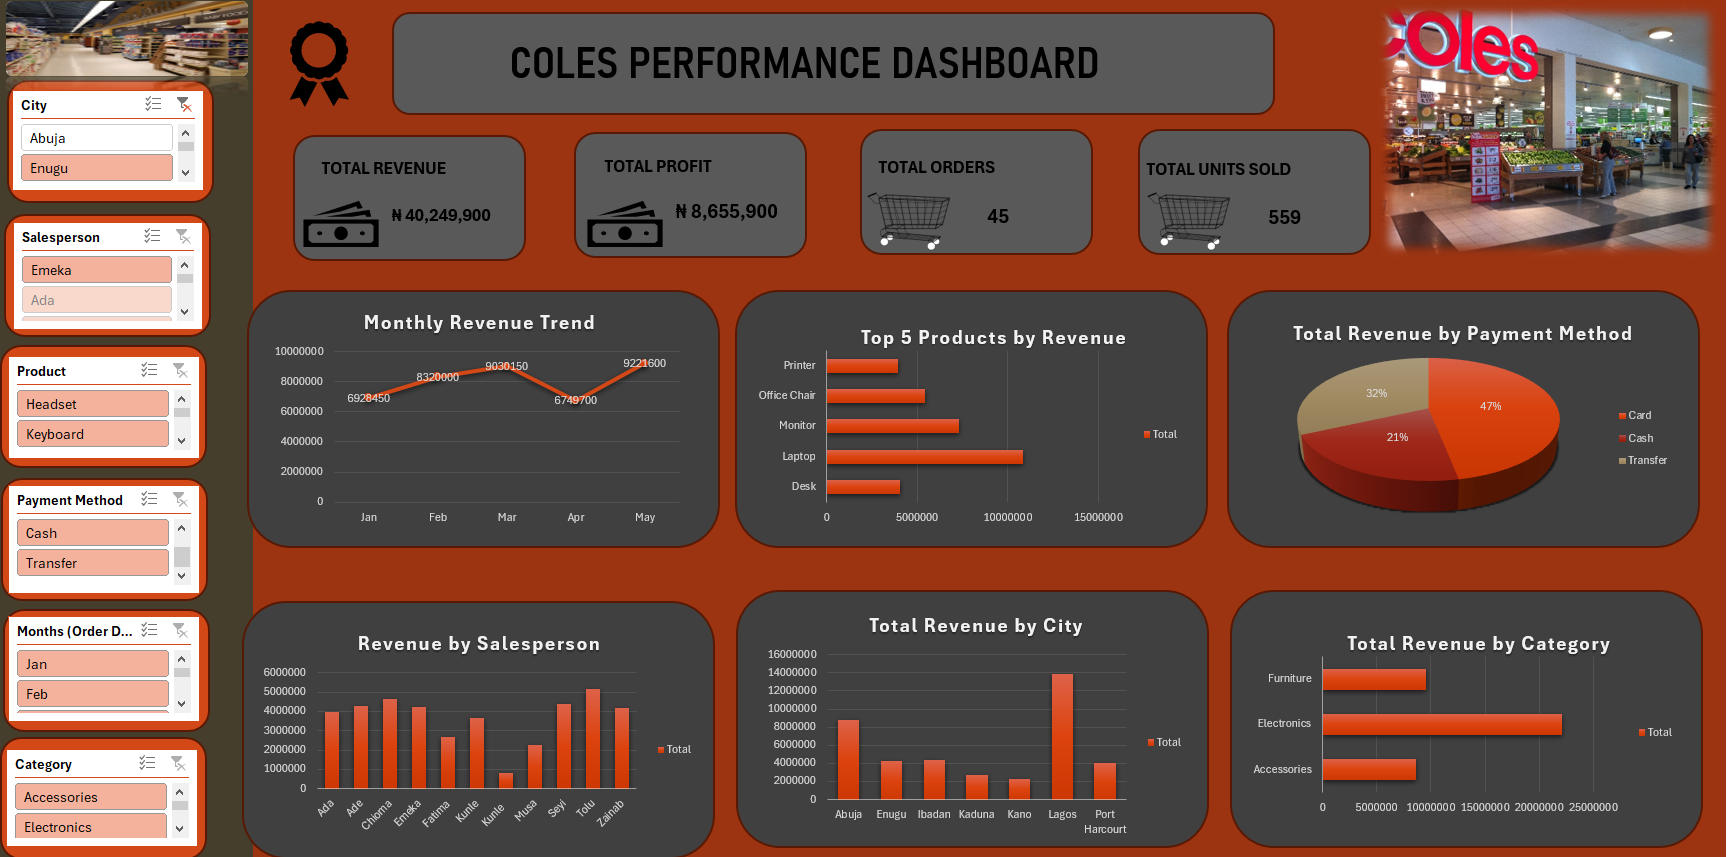 COLES PERFORMANCE DASHBOARD
coles
City
Abuja
Enugu
Salesperson
Emeka
Ada
Product
Headset
Keyboard
Payment Method
Cash
Transfer
Months (Order D...
Jan
Feb
Category
Accessories
Electronics
TOTAL REVENUE
₦ 40,249,900
TOTAL PROFIT
₦ 8,655,900
TOTAL ORDERS
45
TOTAL UNITS SOLD
559
Monthly Revenue Trend
10000000
8000000
6000000
4000000
2000000
0
6928450
8320000
9030150
6749700
9221600
Jan Feb Mar Apr May
Top 5 Products by Revenue
Printer
Office Chair
Monitor
Laptop
Desk
0 5000000 10000000 15000000
Total
Total Revenue by Payment Method
32%
47%
21%
Card
Cash
Transfer
Revenue by Salesperson
6000000
5000000
4000000
3000000
2000000
1000000
0
Ada Ade Chioma Emeka Fatima Kunle Kunle Musa Seyi Tolu Zainab
Total
Total Revenue by City
16000000
14000000
12000000
10000000
8000000
6000000
4000000
2000000
0
Abuja Enugu Ibadan Kaduna Kano Lagos Port
Harcourt
Total
Total Revenue by Category
Furniture
Electronics
Accessories
0 5000000 10000000 15000000 20000000 25000000
Total